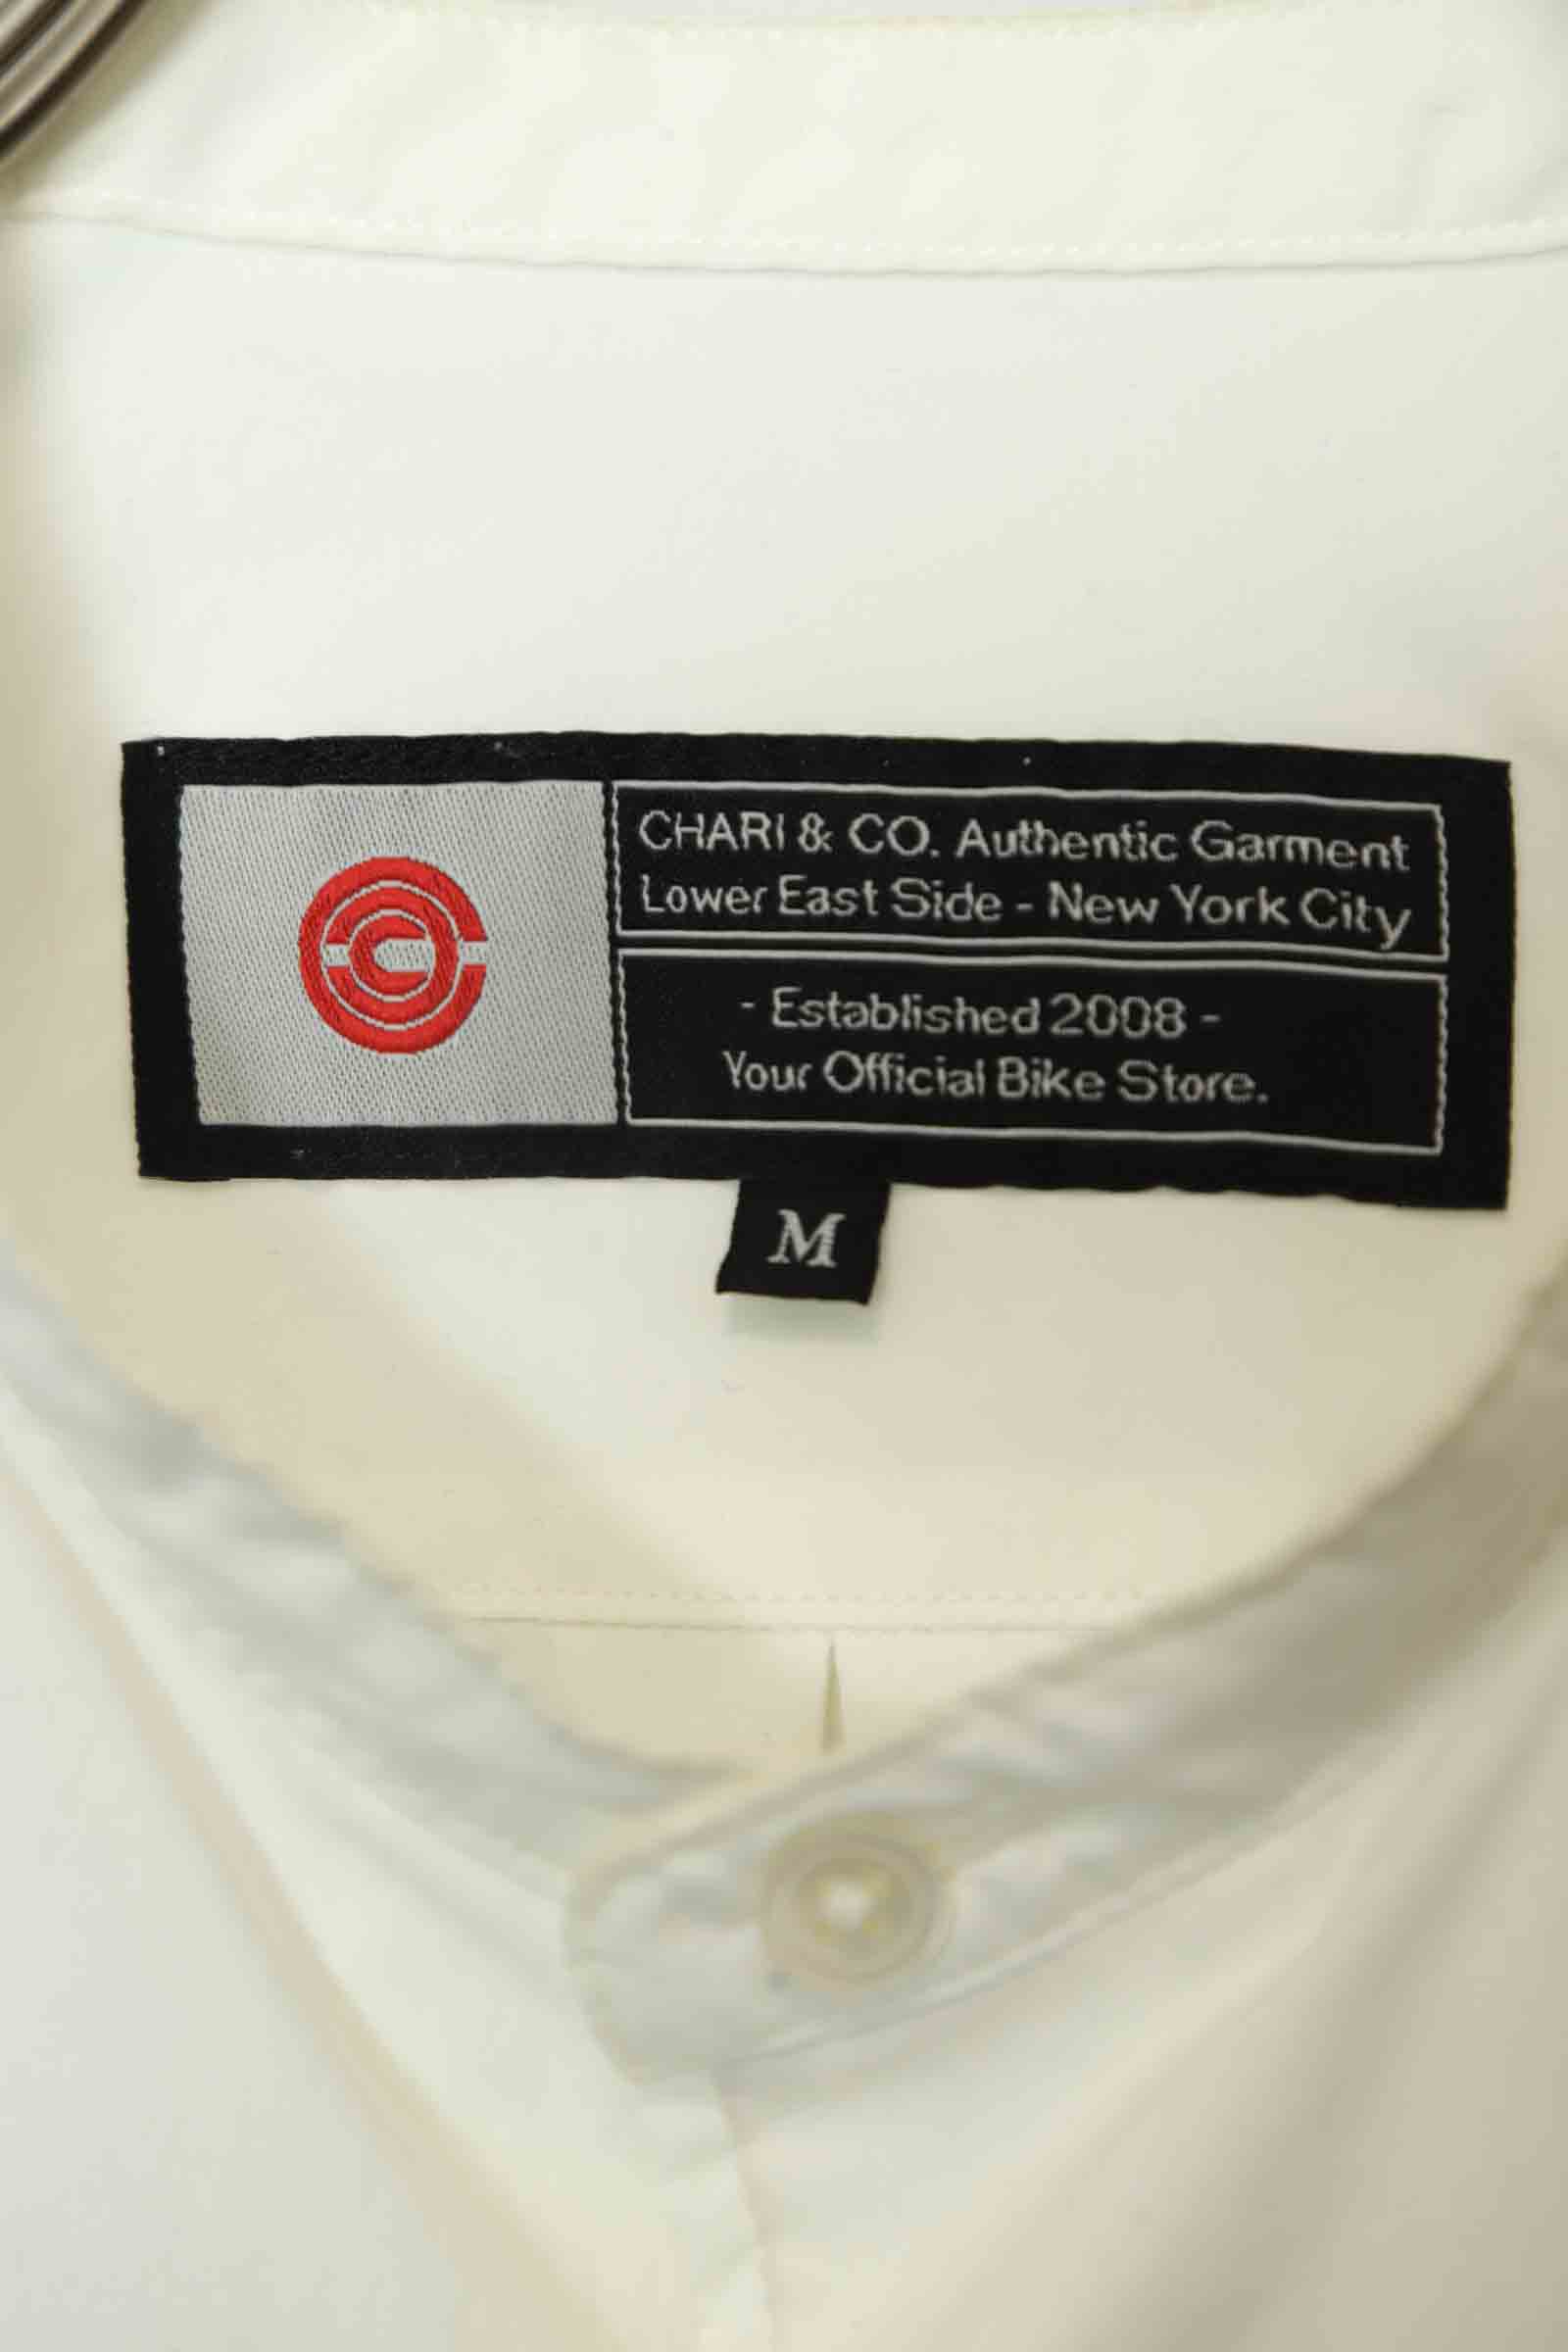 CHARI & CO. Authentic Garment
Lower East Side - New York City
- Established 2008 -
Your Official Bike Store.
M